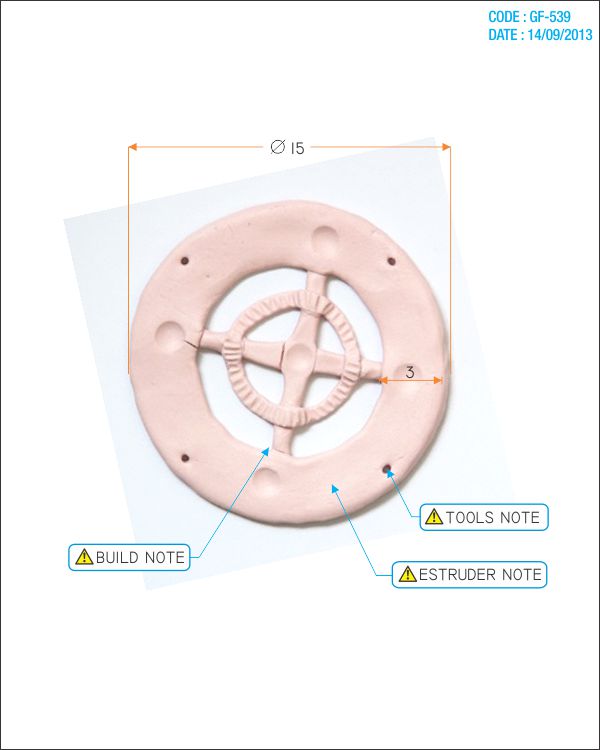 CODE : GF-539
DATE : 14/09/2013
Ø 15
3
TOOLS NOTE
BUILD NOTE
ESTRUDER NOTE